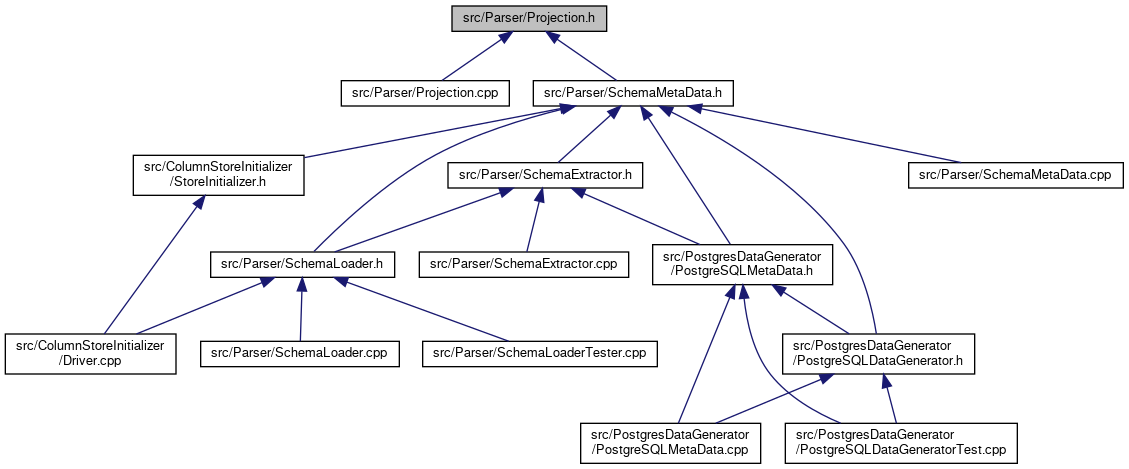 src/Parser/Projection.h
src/Parser/Projection.cpp
src/Parser/SchemaMetaData.h
src/ColumnStoreInitializer
/StoreInitializer.h
src/Parser/SchemaExtractor.h
src/Parser/SchemaMetaData.cpp
src/Parser/SchemaLoader.h
src/Parser/SchemaExtractor.cpp
src/PostgresDataGenerator
/PostgreSQLMetaData.h
src/ColumnStoreInitializer
/Driver.cpp
src/Parser/SchemaLoader.cpp
src/Parser/SchemaLoaderTester.cpp
src/PostgresDataGenerator
/PostgreSQLDataGenerator.h
src/PostgresDataGenerator
/PostgreSQLMetaData.cpp
src/PostgresDataGenerator
/PostgreSQLDataGeneratorTest.cpp